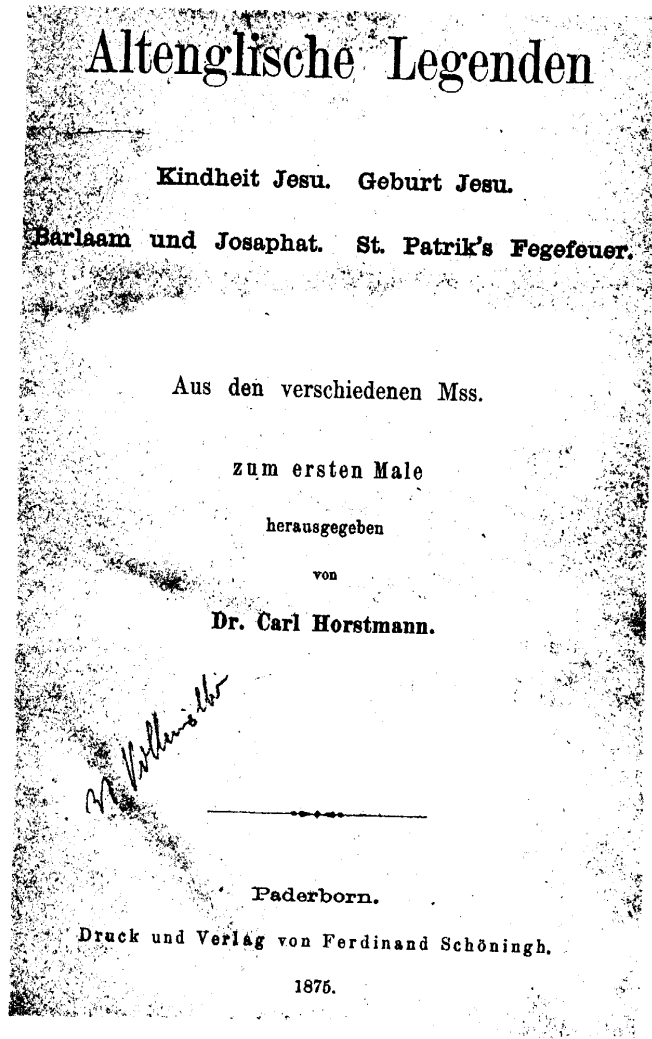 Altenglische Legenden
Kindheit Jesu. Geburt Jesu.
Barlaam und Josaphat. St. Patrik's Fegefeuer.
Aus den verschiedenen Mss.
zum ersten Male
herausgegeben
von
Dr. Carl Horstmann.
Paderborn.
Druck und Verlag von Ferdinand Schöningh.
1875.